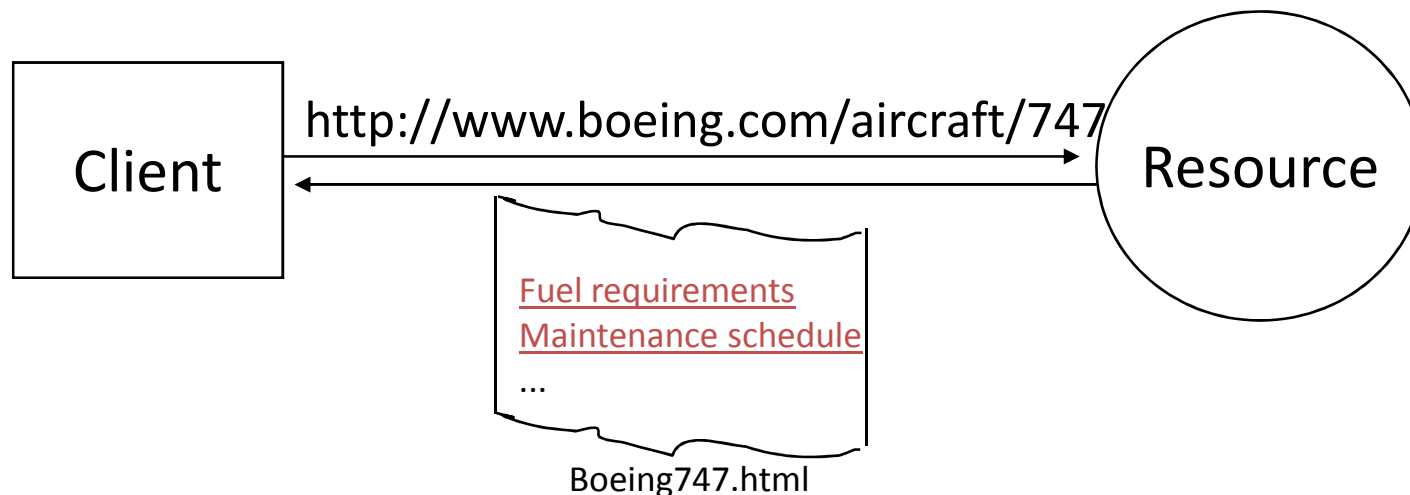 http://www.boeing.com/aircraft/747
Client
Resource
Fuel requirements
Maintenance schedule
...
Boeing747.html